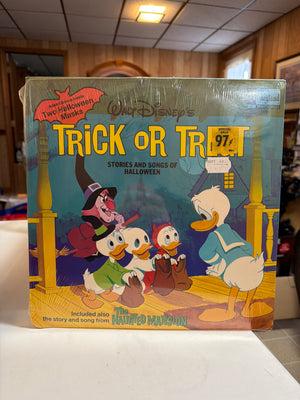 Two Halloween
Masks
WALT DISNEY'S
TRICK OR TREAT
97¢
STORIES AND SONGS OF
HALLOWEEN
Included also
the story and song from
The
HAUNTED MANSION